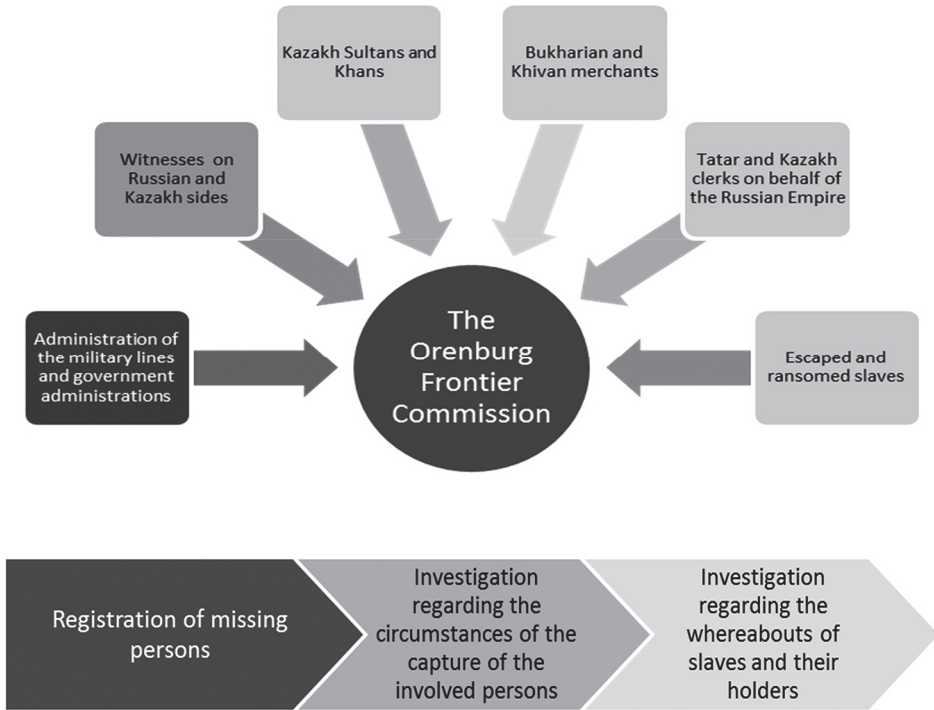 Kazakh Sultans and
Khans
Bukharian and
Khivan merchants
Witnesses on
Russian and
Kazakh sides
Tatar and Kazakh
clerks on behalf of
the Russian Empire
Administration of
the military lines
and government
administrations
The
Orenburg
Frontier
Commission
Escaped and
ransomed slaves
Registration of missing
persons
Investigation
regarding the
circumstances of the
capture of the
involved persons
Investigation
regarding the
whereabouts of
slaves and their
holders